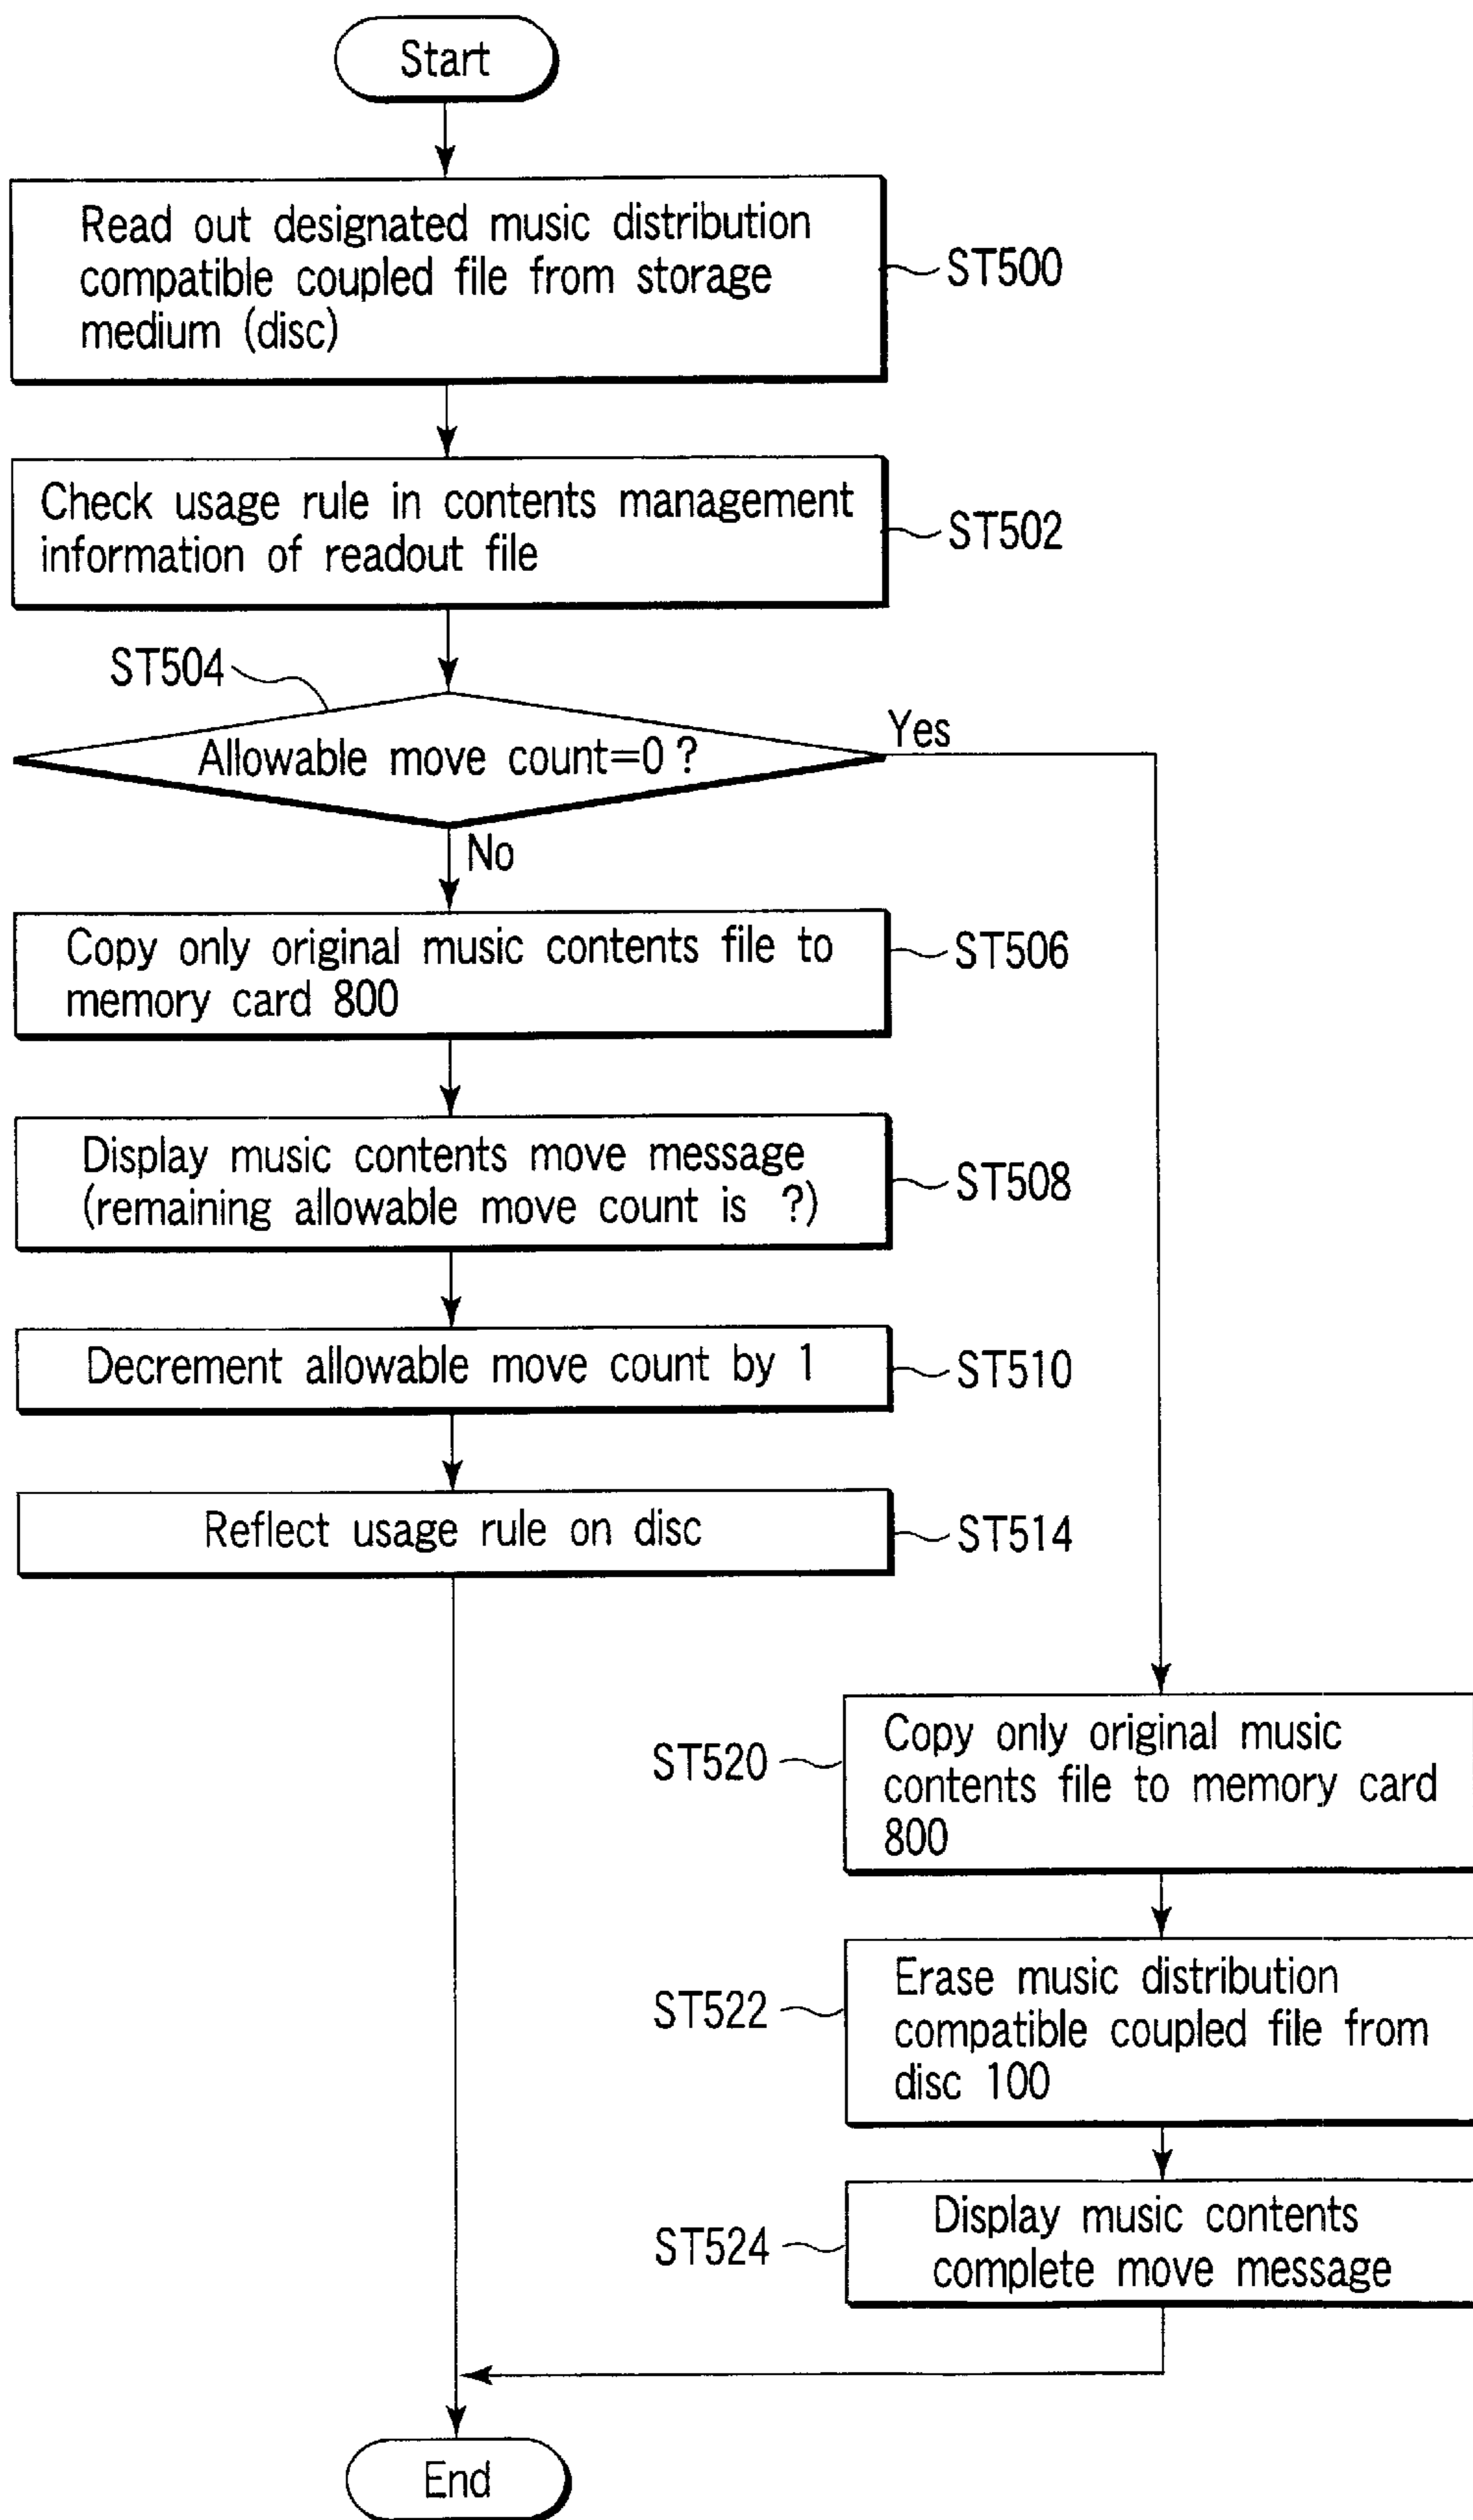 Start
Read out designated music distribution
compatible coupled file from storage
medium (disc)
ST500
Check usage rule in contents management
information of readout file
ST502
ST504
Allowable move count=0 ?
Yes
No
Copy only original music contents file to
memory card 800
ST506
Display music contents move message
(remaining allowable move count is ?)
ST508
Decrement allowable move count by 1
ST510
Reflect usage rule on disc
ST514
ST520
Copy only original music
contents file to memory card
800
ST522
Erase music distribution
compatible coupled file from
disc 100
ST524
Display music contents
complete move message
End